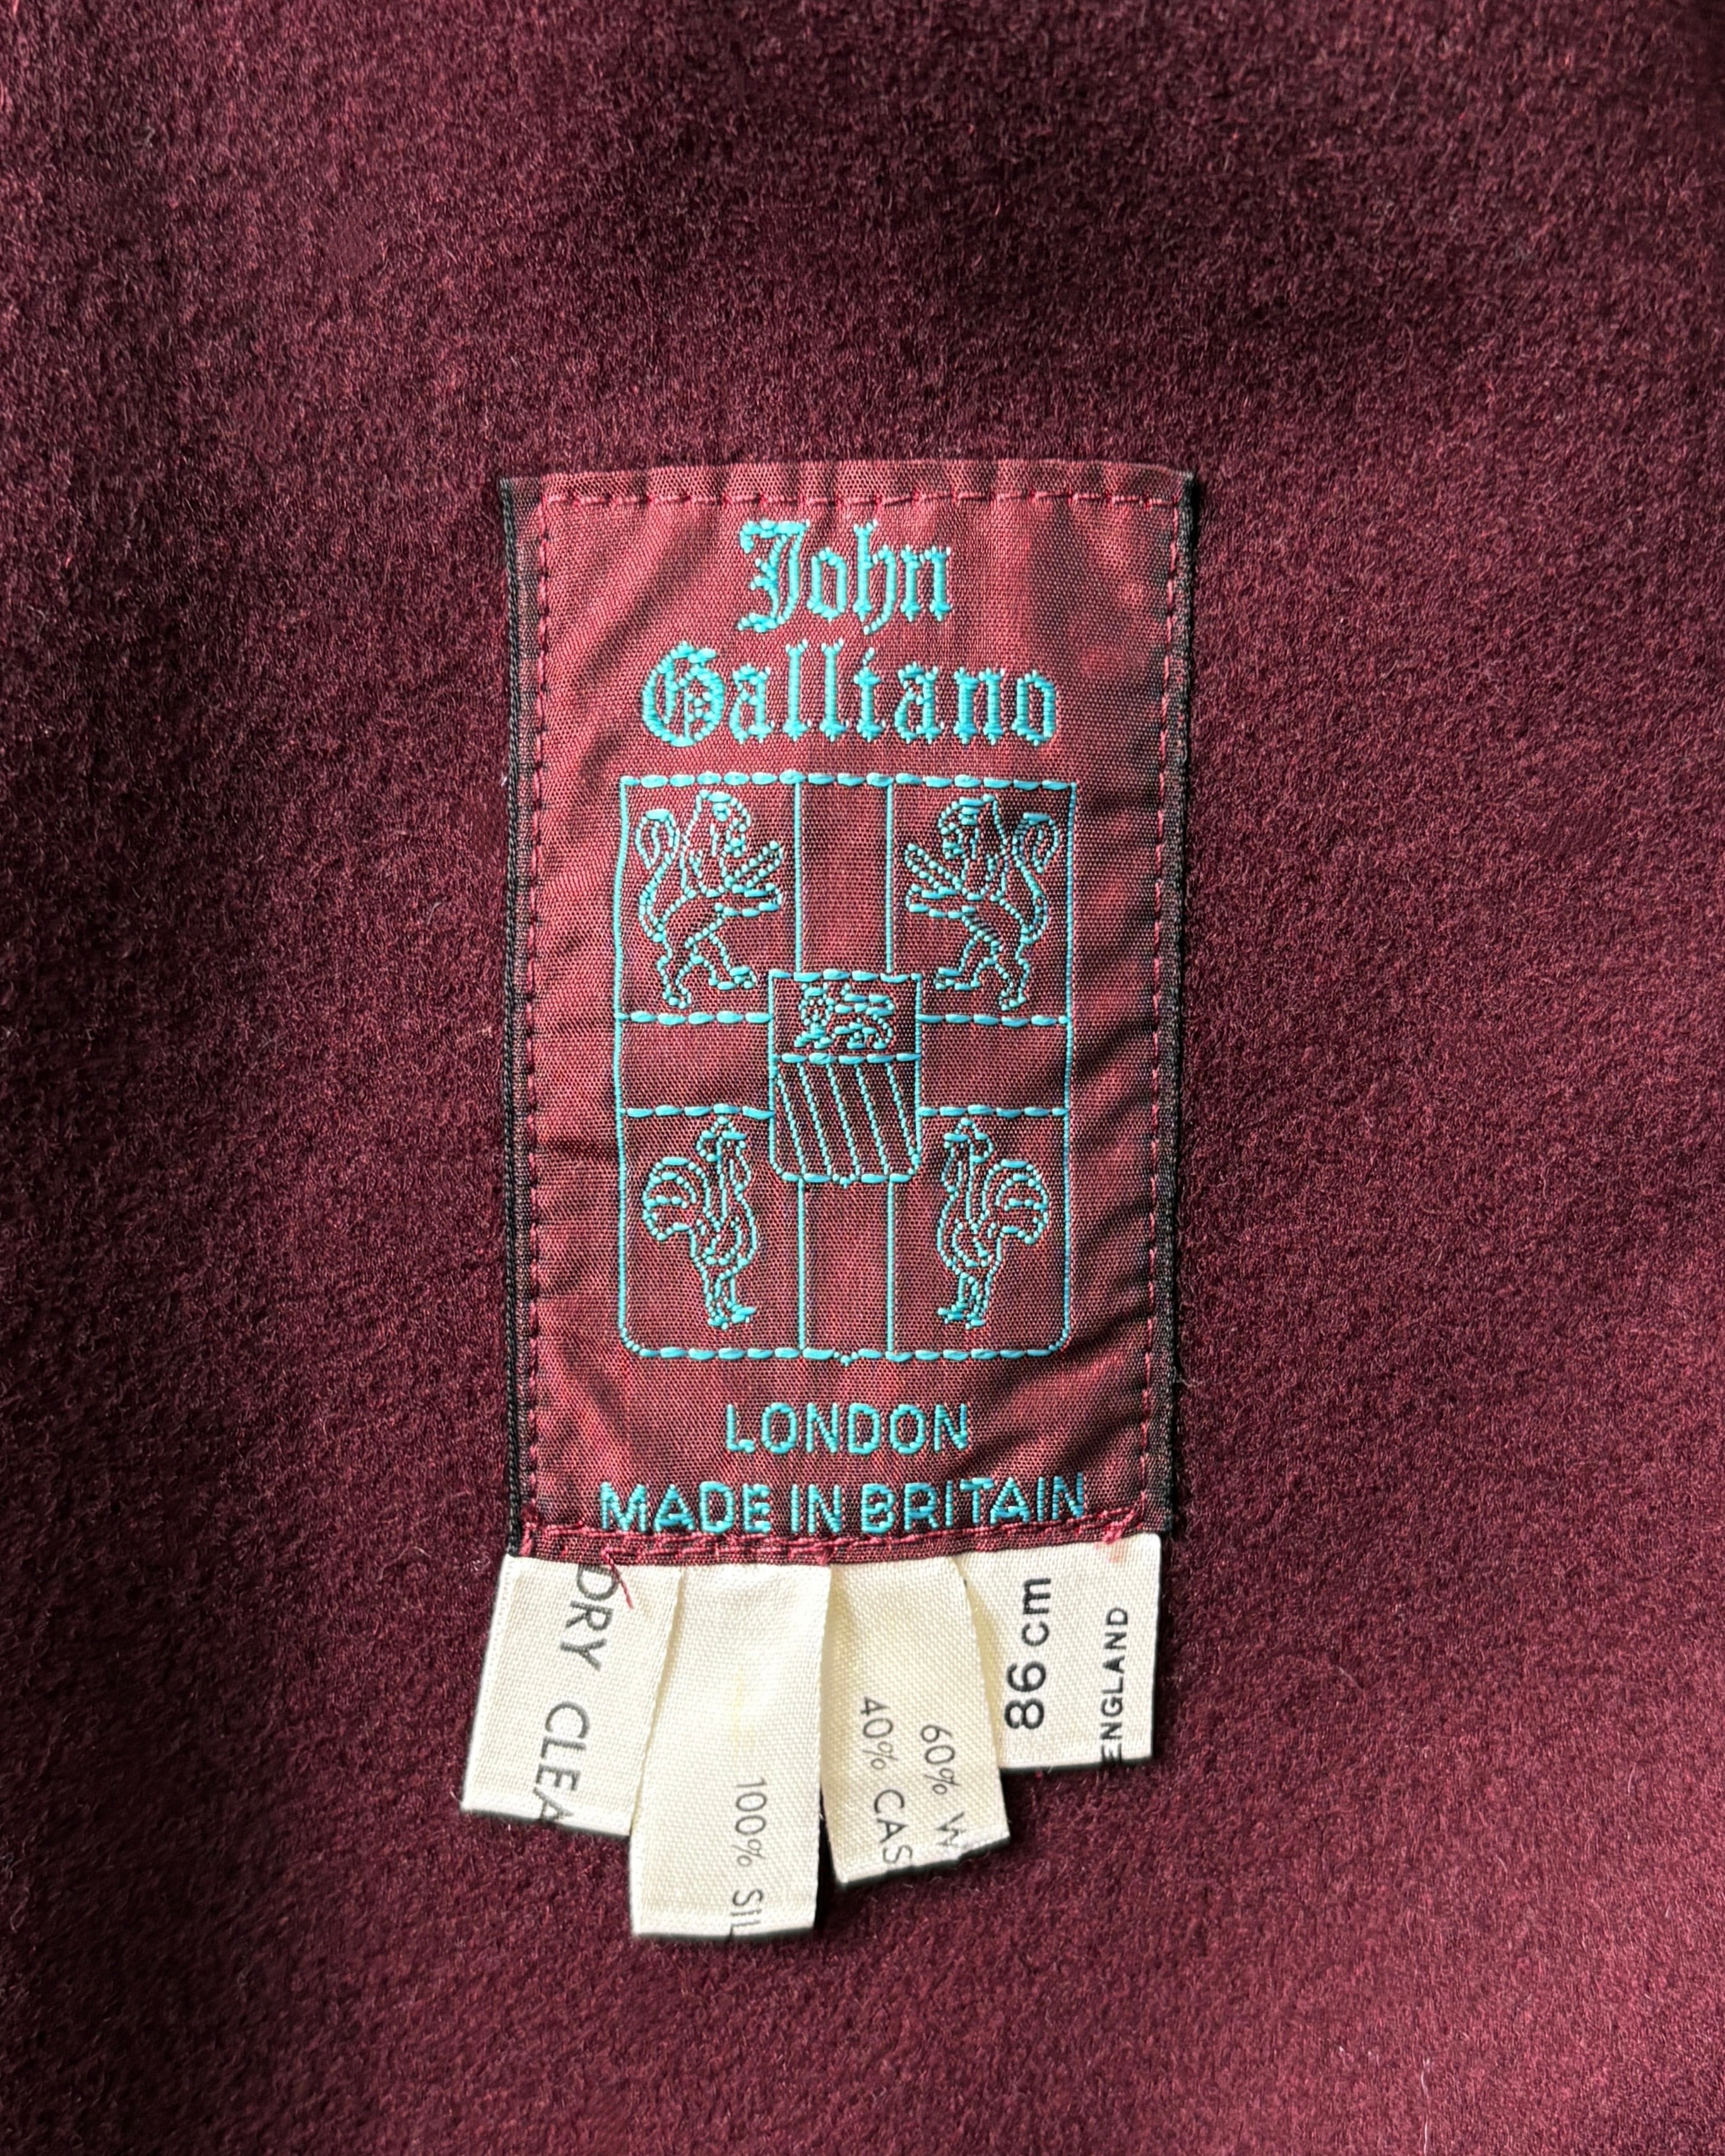 John
Galliano
LONDON
MADE IN BRITAIN
DRY CLEA
100% SIL
60% W
40% CAS
86 cm
ENGLAND